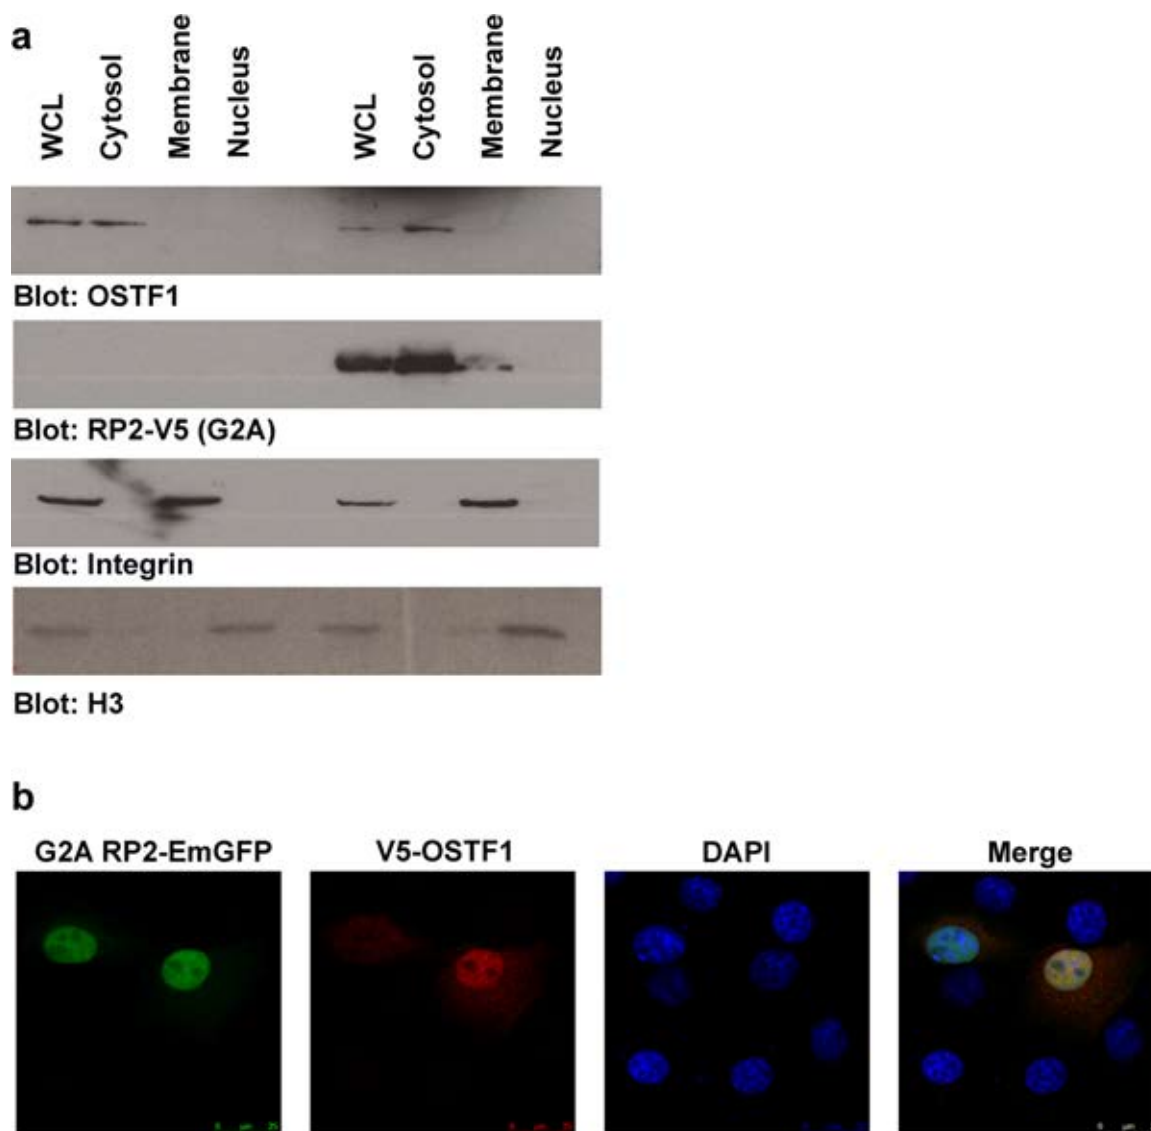 a
WCL Cytosol Membrane Nucleus WCL Cytosol Membrane Nucleus
Blot: OSTF1
Blot: RP2-V5 (G2A)
Blot: Integrin
Blot: H3
b
G2A RP2-EmGFP V5-OSTF1 DAPI Merge